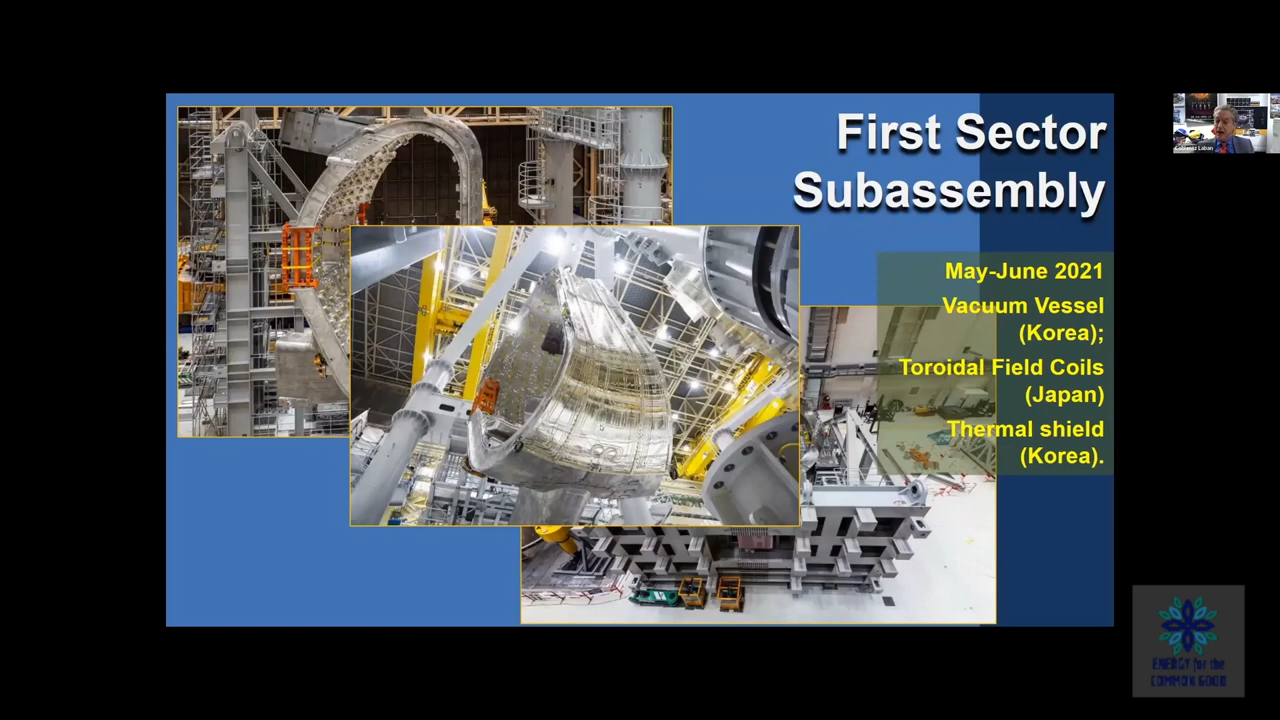 First Sector
Subassembly
May-June 2021
Vacuum Vessel
(Korea);
Toroidal Field Coils
(Japan)
Thermal shield
(Korea).
Laban
ENERGY for the
COMMON GOOD